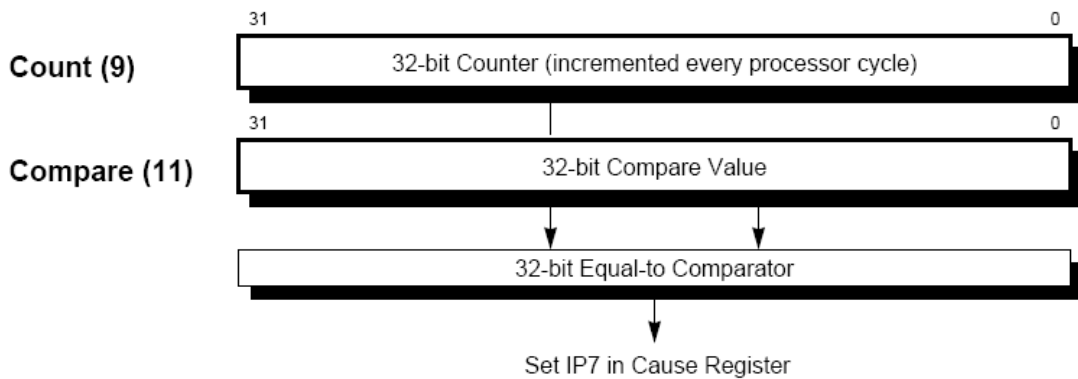 31 0
Count (9) 32-bit Counter (incremented every processor cycle)
31 0
Compare (11) 32-bit Compare Value
32-bit Equal-to Comparator
Set IP7 in Cause Register